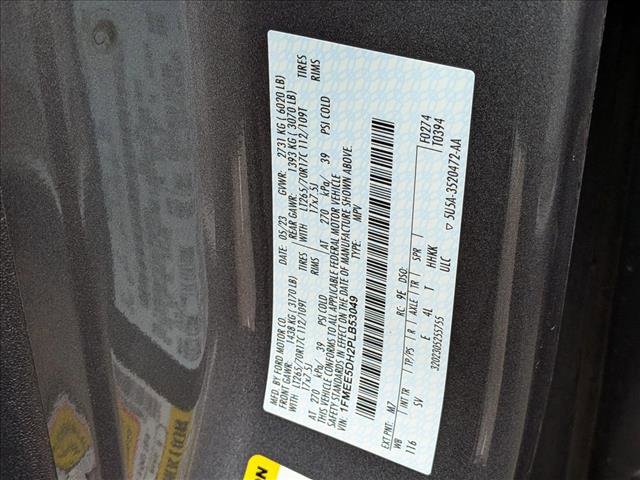 MFD. BY FORD MOTOR CO.
DATE: 05/23 GVWR: 2731 KG ( 6020 LB)
FRONT GAWR: 1438 KG (3170 LB) REAR GAWR: 1393 KG ( 3070 LB)
WITH LT265/70R17C 112/109T TIRES WITH LT265/70R17C 112/109T TIRES
17x7.5J RIMS 17x7.5J RIMS
AT 270 kPa/ 39 PSI COLD AT 270 kPa/ 39 PSI COLD
THIS VEHICLE CONFORMS TO ALL APPLICABLE FEDERAL MOTOR VEHICLE
SAFETY STANDARDS IN EFFECT ON THE DATE OF MANUFACTURE SHOWN ABOVE.
VIN: 1FMEE5DH2PLB53049
TYPE: MPV
F0274
T0394
EXT PNT: M7 RC: 9E DSO:
WB INT TR TP/PS R AXLE TR SPR
116 SV E 4L T HHKK
320230525S755 ULC
▽ 5U5A-3520472-AA
ON